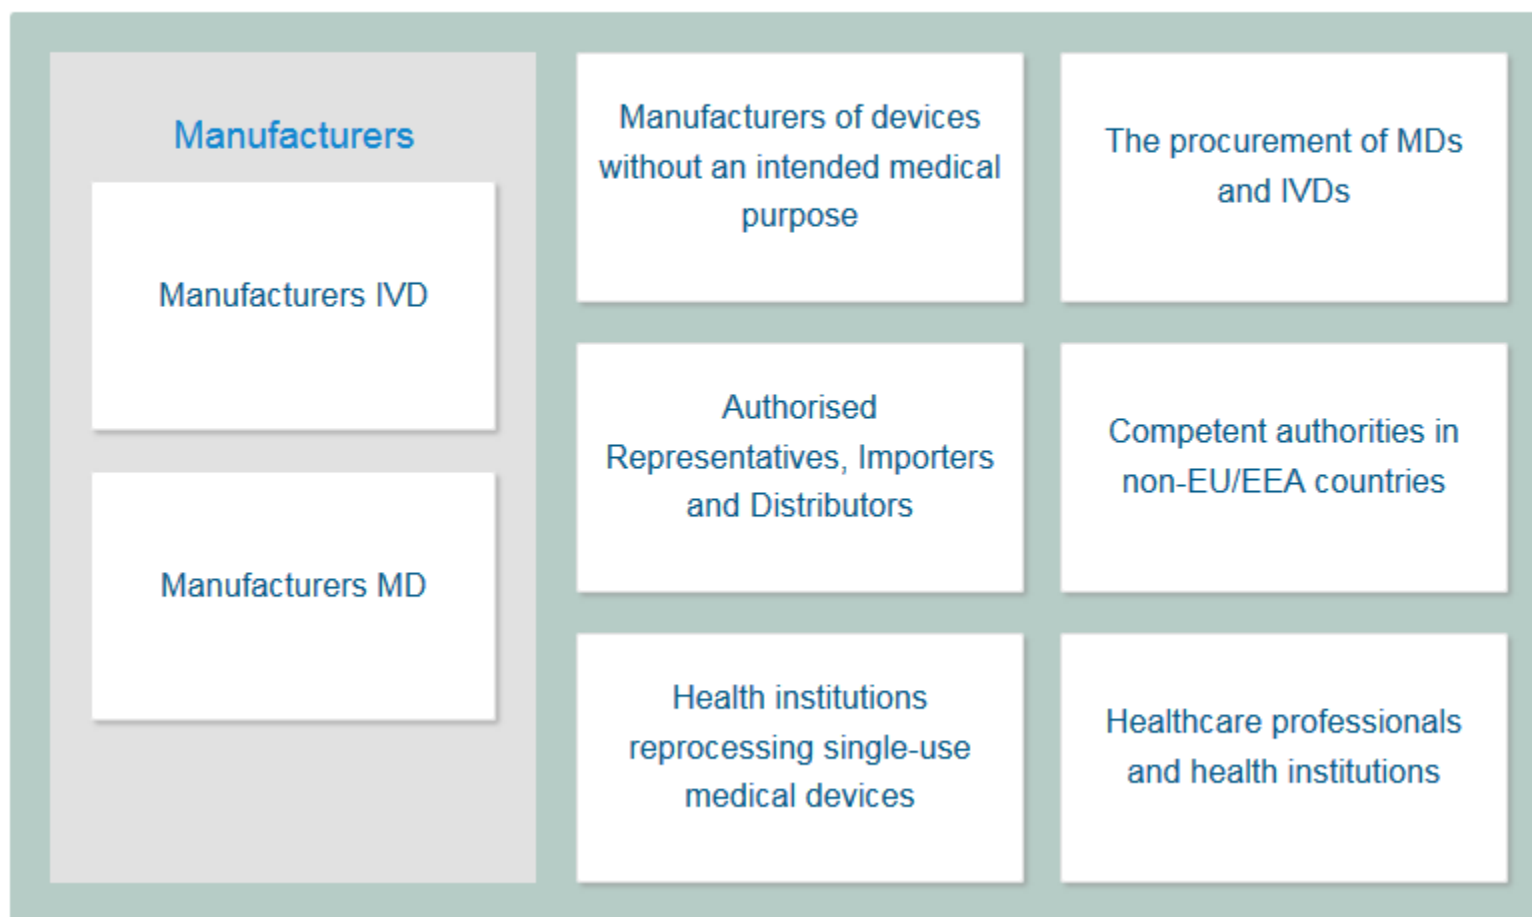 Manufacturers
Manufacturers IVD
Manufacturers MD
Manufacturers of devices
without an intended medical
purpose
The procurement of MDs
and IVDs
Authorised
Representatives, Importers
and Distributors
Competent authorities in
non-EU/EEA countries
Health institutions
reprocessing single-use
medical devices
Healthcare professionals
and health institutions